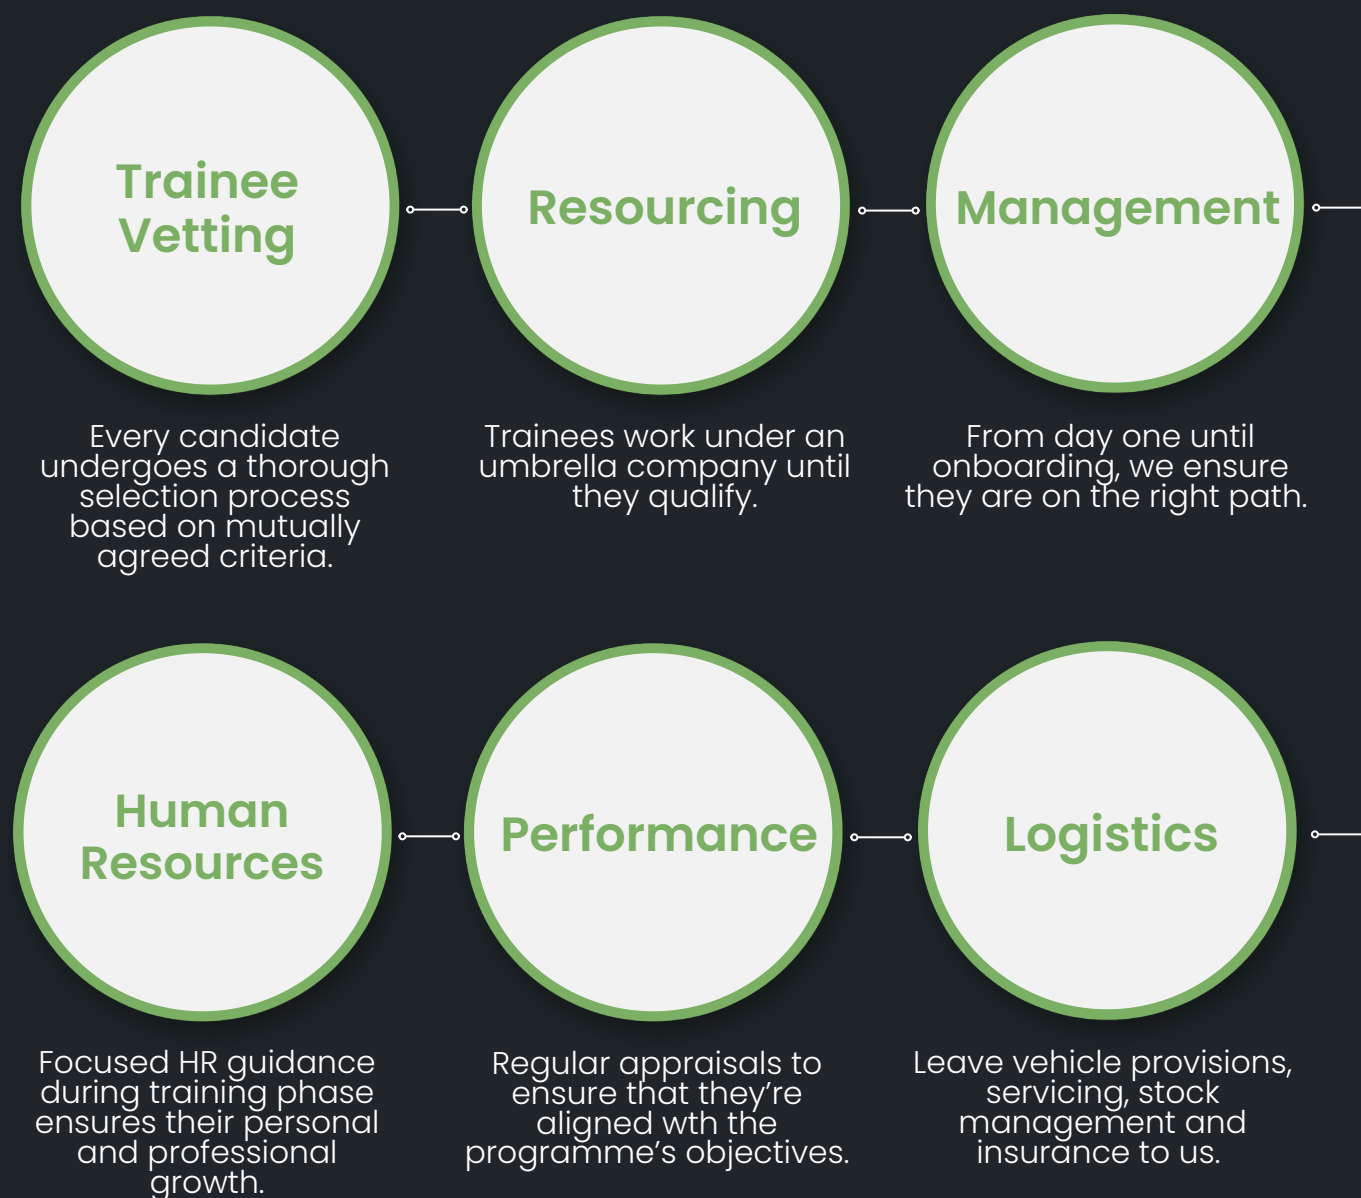 Trainee
Vetting
Resourcing
Management
Every candidate
undergoes a thorough
selection process
based on mutually
agreed criteria.
Trainees work under an
umbrella company until
they qualify.
From day one until
onboarding, we ensure
they are on the right path.
Human
Resources
Performance
Logistics
Focused HR guidance
during training phase
ensures their personal
and professional
growth.
Regular appraisals to
ensure that they’re
aligned wth the
programme’s objectives.
Leave vehicle provisions,
servicing, stock
management and
insurance to us.